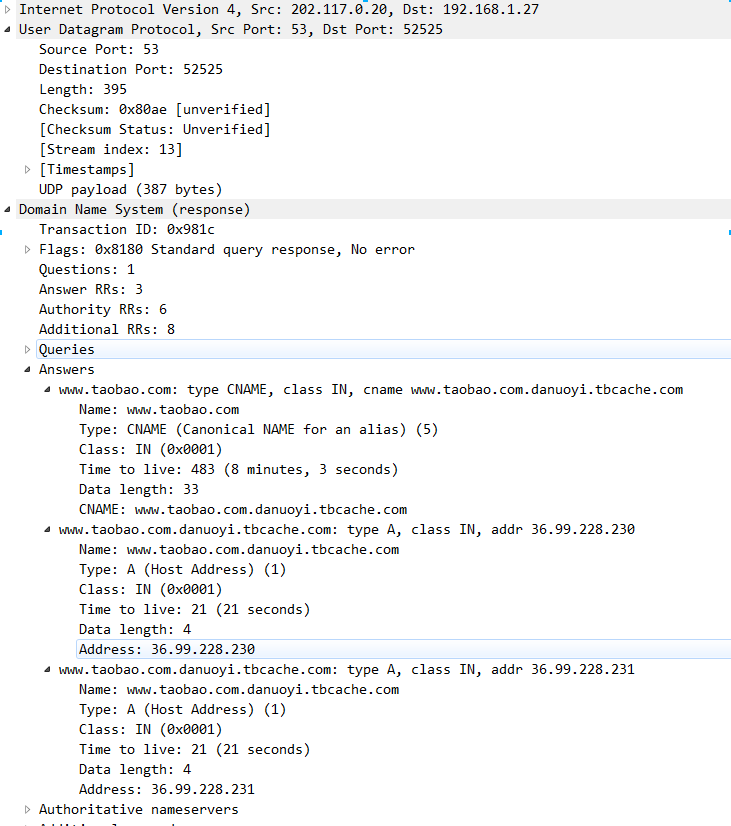 Internet Protocol Version 4, Src: 202.117.0.20, Dst: 192.168.1.27
User Datagram Protocol, Src Port: 53, Dst Port: 52525
Source Port: 53
Destination Port: 52525
Length: 395
Checksum: 0x80ae [unverified]
[Checksum Status: Unverified]
[Stream index: 13]
[Timestamps]
UDP payload (387 bytes)
Domain Name System (response)
Transaction ID: 0x981c
Flags: 0x8180 Standard query response, No error
Questions: 1
Answer RRs: 3
Authority RRs: 6
Additional RRs: 8
Queries
Answers
www.taobao.com: type CNAME, class IN, cname www.taobao.com.danuoyi.tbcache.com
Name: www.taobao.com
Type: CNAME (Canonical NAME for an alias) (5)
Class: IN (0x0001)
Time to live: 483 (8 minutes, 3 seconds)
Data length: 33
CNAME: www.taobao.com.danuoyi.tbcache.com
www.taobao.com.danuoyi.tbcache.com: type A, class IN, addr 36.99.228.230
Name: www.taobao.com.danuoyi.tbcache.com
Type: A (Host Address) (1)
Class: IN (0x0001)
Time to live: 21 (21 seconds)
Data length: 4
Address: 36.99.228.230
www.taobao.com.danuoyi.tbcache.com: type A, class IN, addr 36.99.228.231
Name: www.taobao.com.danuoyi.tbcache.com
Type: A (Host Address) (1)
Class: IN (0x0001)
Time to live: 21 (21 seconds)
Data length: 4
Address: 36.99.228.231
Authoritative nameservers